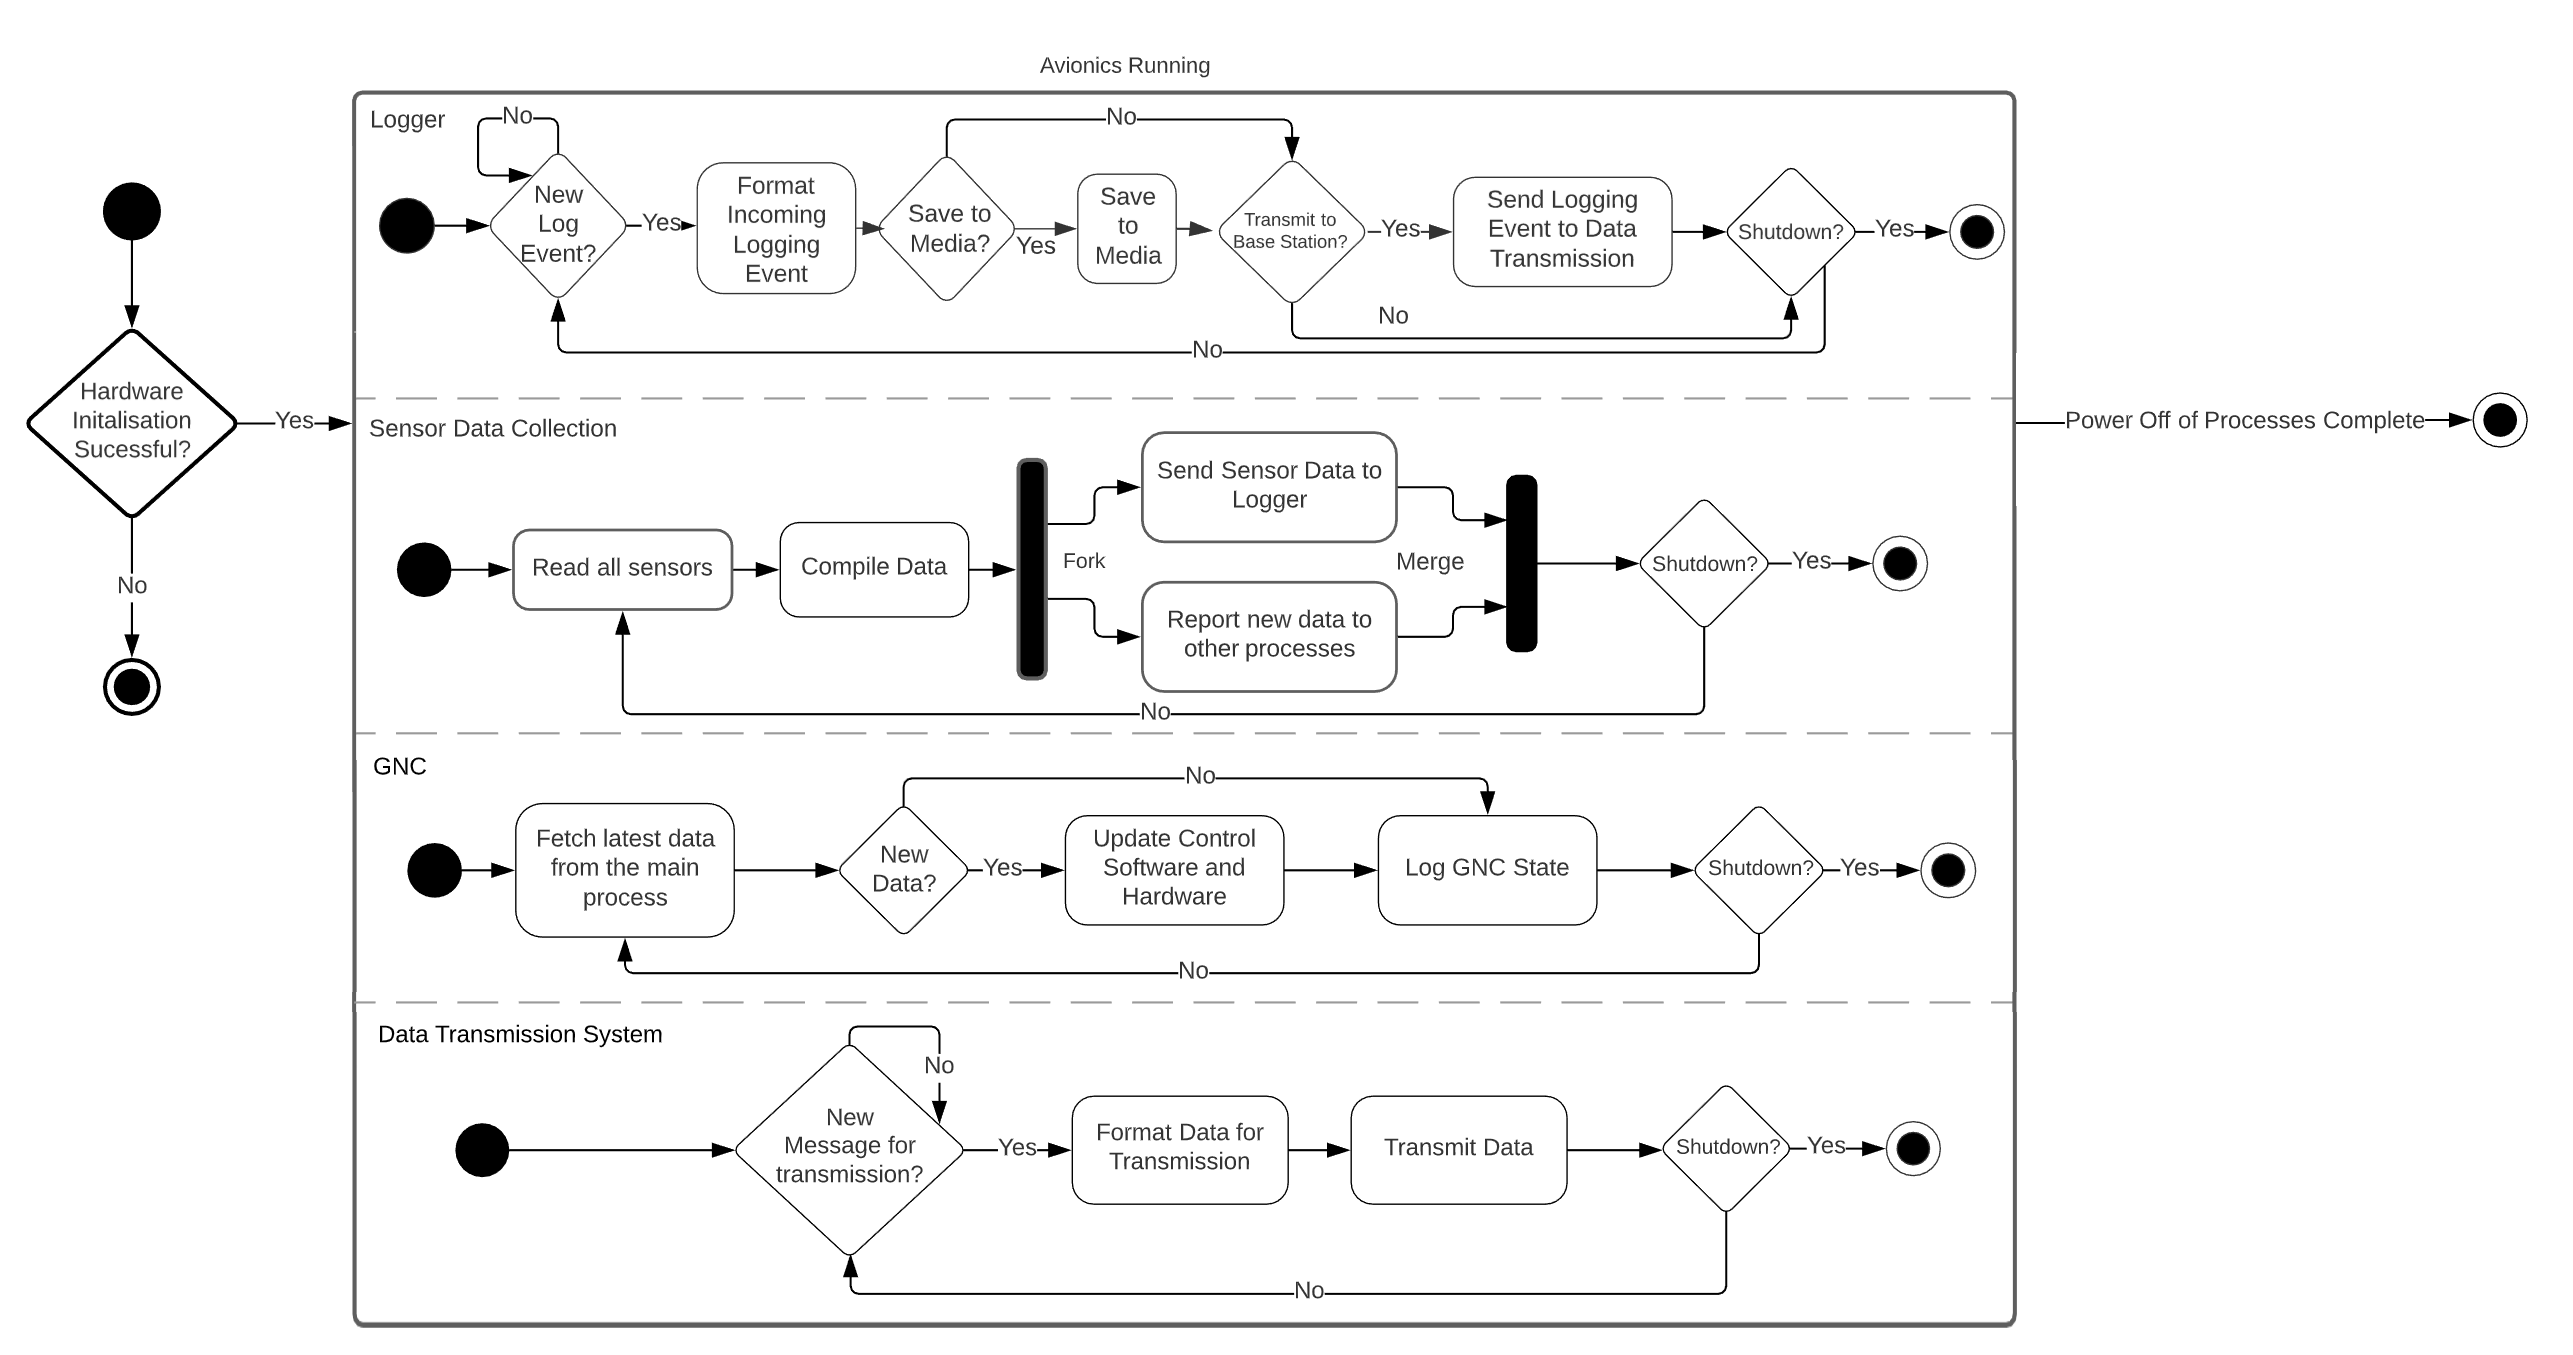 Avionics Running
Logger
No
No
New
Log
Event?
Yes
Format
Incoming
Logging
Event
Save to
Media?
Yes
Save
to
Media
Transmit to
Base Station?
Yes
Send Logging
Event to Data
Transmission
Shutdown?
Yes
No
No
Hardware
Initalisation
Sucessful?
Yes
No
Sensor Data Collection
Read all sensors
Compile Data
Fork
Send Sensor Data to
Logger
Report new data to
other processes
Merge
Shutdown?
Yes
No
Power Off of Processes Complete
GNC
Fetch latest data
from the main
process
New
Data?
No
Yes
Update Control
Software and
Hardware
Log GNC State
Shutdown?
Yes
No
Data Transmission System
No
New
Message for
transmission?
Yes
Format Data for
Transmission
Transmit Data
Shutdown?
Yes
No